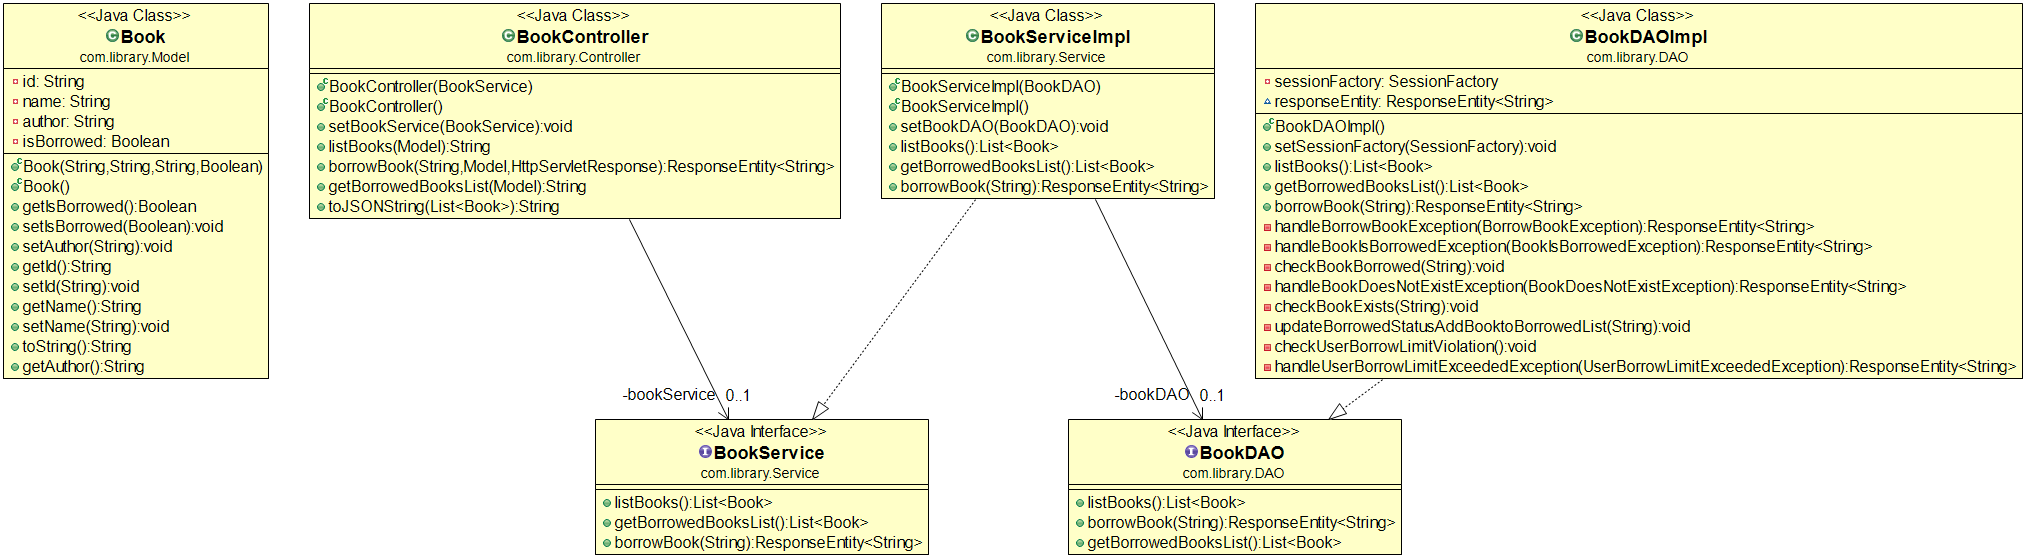 <<Java Class>>
Book
com.library.Model
id: String
name: String
author: String
isBorrowed: Boolean
Book(String,String,String,Boolean)
Book()
getIsBorrowed():Boolean
setIsBorrowed(Boolean):void
setAuthor(String):void
getId():String
setId(String):void
getName():String
setName(String):void
toString():String
getAuthor():String
<<Java Class>>
BookController
com.library.Controller
BookController(BookService)
BookController()
setBookService(BookService):void
listBooks(Model):String
borrowBook(String,Model,HttpServletResponse):ResponseEntity<String>
getBorrowedBooksList(Model):String
toJSONString(List<Book>):String
<<Java Class>>
BookServiceImpl
com.library.Service
BookServiceImpl(BookDAO)
BookServiceImpl()
setBookDAO(BookDAO):void
listBooks():List<Book>
getBorrowedBooksList():List<Book>
borrowBook(String):ResponseEntity<String>
<<Java Class>>
BookDAOImpl
com.library.DAO
sessionFactory: SessionFactory
responseEntity: ResponseEntity<String>
BookDAOImpl()
setSessionFactory(SessionFactory):void
listBooks():List<Book>
getBorrowedBooksList():List<Book>
borrowBook(String):ResponseEntity<String>
handleBorrowBookException(BorrowBookException):ResponseEntity<String>
handleBookIsBorrowedException(BookIsBorrowedException):ResponseEntity<String>
checkBookBorrowed(String):void
handleBookDoesNotExistException(BookDoesNotExistException):ResponseEntity<String>
checkBookExists(String):void
updateBorrowedStatusAddBooktoBorrowedList(String):void
checkUserBorrowLimitViolation():void
handleUserBorrowLimitExceededException(UserBorrowLimitExceededException):ResponseEntity<String>
-bookService 0..1
-bookDAO 0..1
<<Java Interface>>
BookService
com.library.Service
listBooks():List<Book>
getBorrowedBooksList():List<Book>
borrowBook(String):ResponseEntity<String>
<<Java Interface>>
BookDAO
com.library.DAO
listBooks():List<Book>
borrowBook(String):ResponseEntity<String>
getBorrowedBooksList():List<Book>